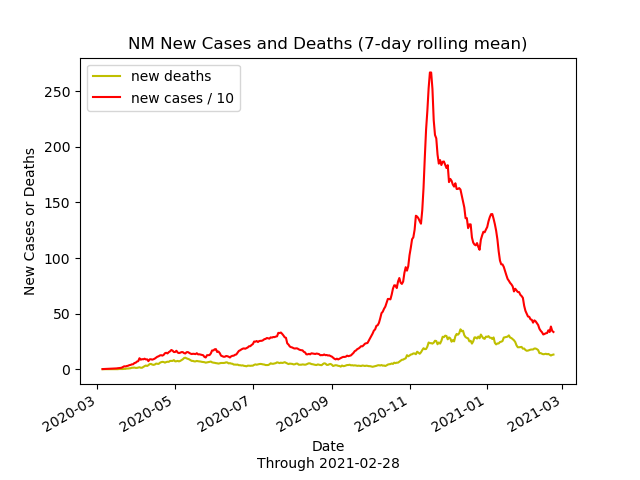 NM New Cases and Deaths (7-day rolling mean)
new deaths
new cases / 10
250
200
150
100
50
0
New Cases or Deaths
2020-03
2020-05
2020-07
2020-09
2020-11
2021-01
2021-03
Date
Through 2021-02-28